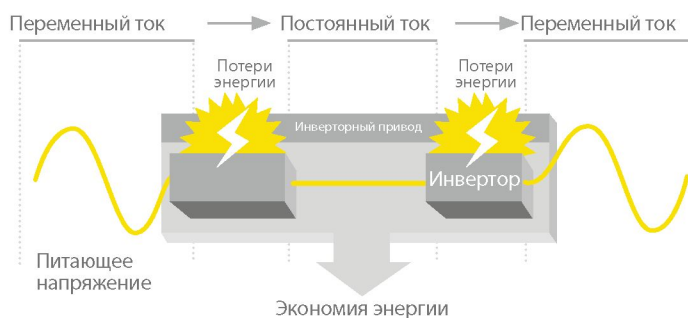 Переменный ток
Постоянный ток
Переменный ток
Потери
энергии
Потери
энергии
Инверторный привод
Инвертор
Питающее
напряжение
Экономия энергии